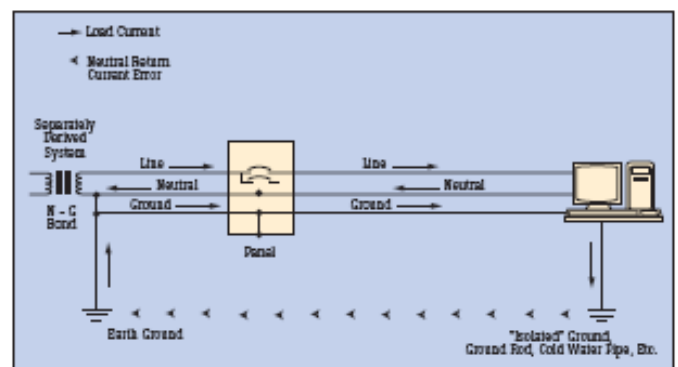 Load Current
Neutral Return
Current Error
Separately
Derived
System
Line
Line
Neutral
Neutral
N - G
Bond
Ground
Ground
Panel
Earth Ground
"Isolated" Ground,
Ground Rod, Cold Water Pipe, Etc.